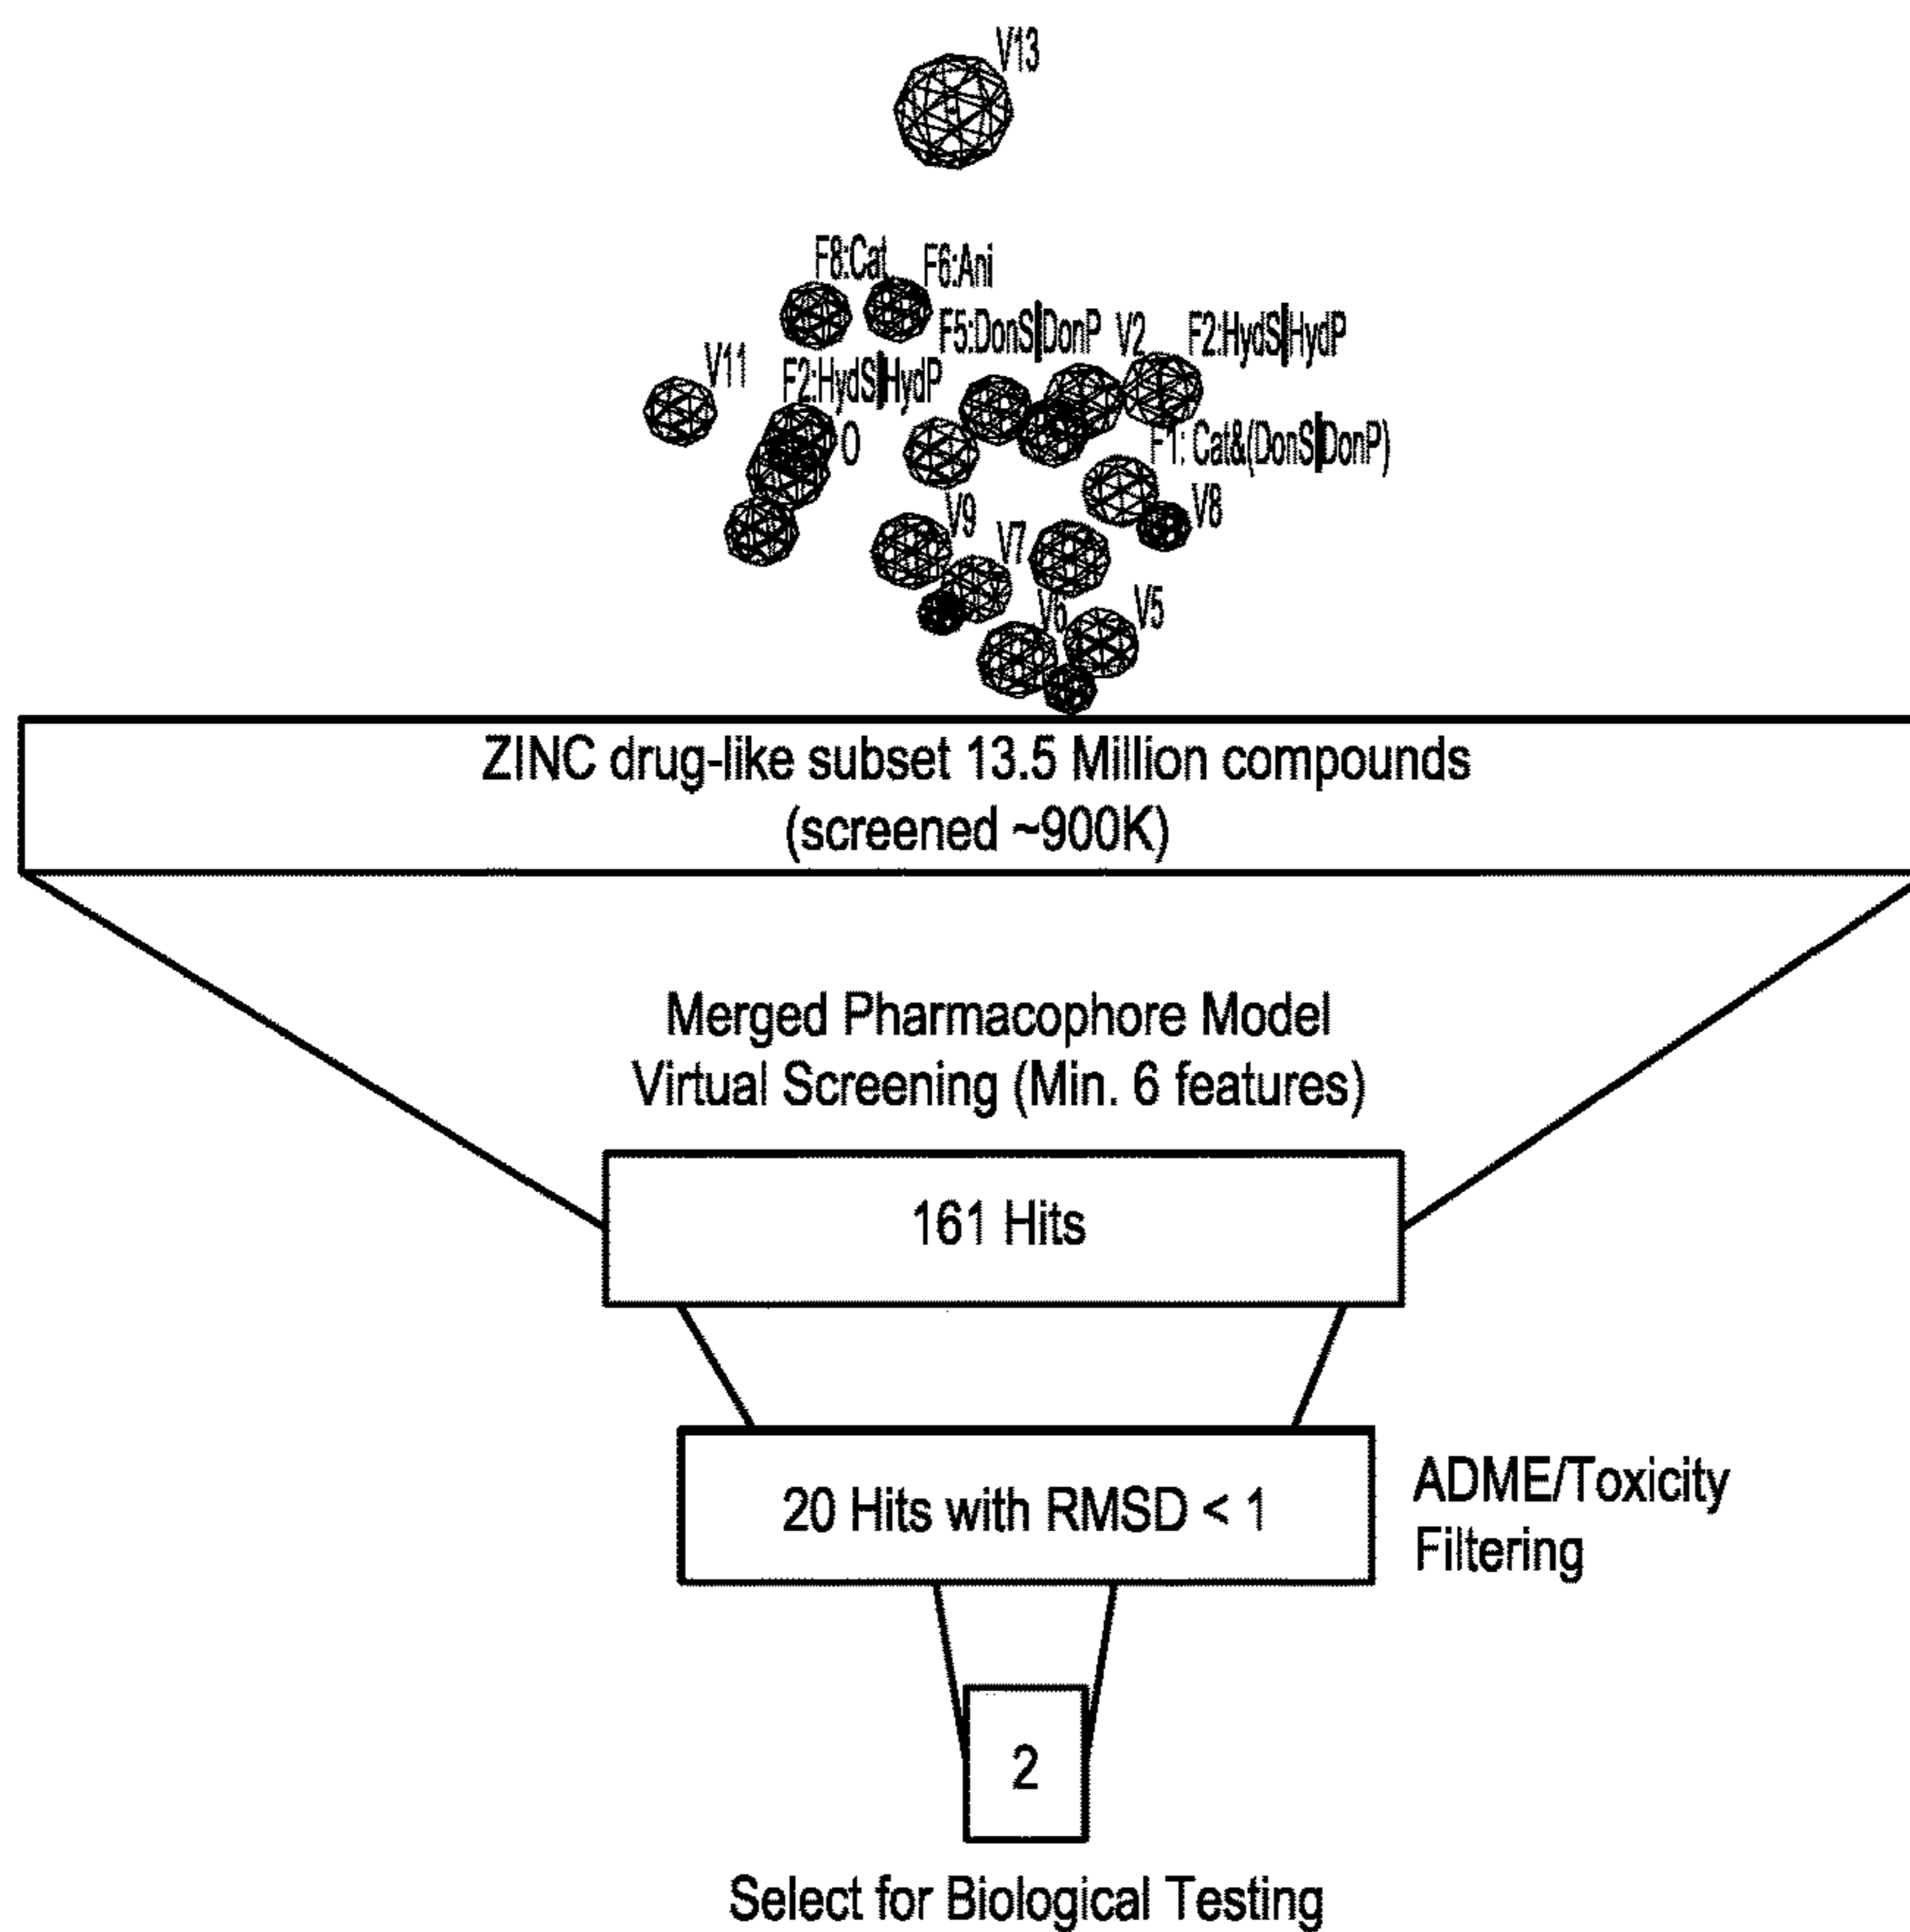 V13
F8:Cat
F6:Ani
F5:DonS|DonP
V2
F2:HydS|HydP
V11
F2:HydS|HydP
O
F1: Cat&(DonS|DonP)
V8
V9
V7
V6
V5
ZINC drug-like subset 13.5 Million compounds
(screened ~900K)
Merged Pharmacophore Model
Virtual Screening (Min. 6 features)
161 Hits
20 Hits with RMSD < 1
ADME/Toxicity
Filtering
2
Select for Biological Testing